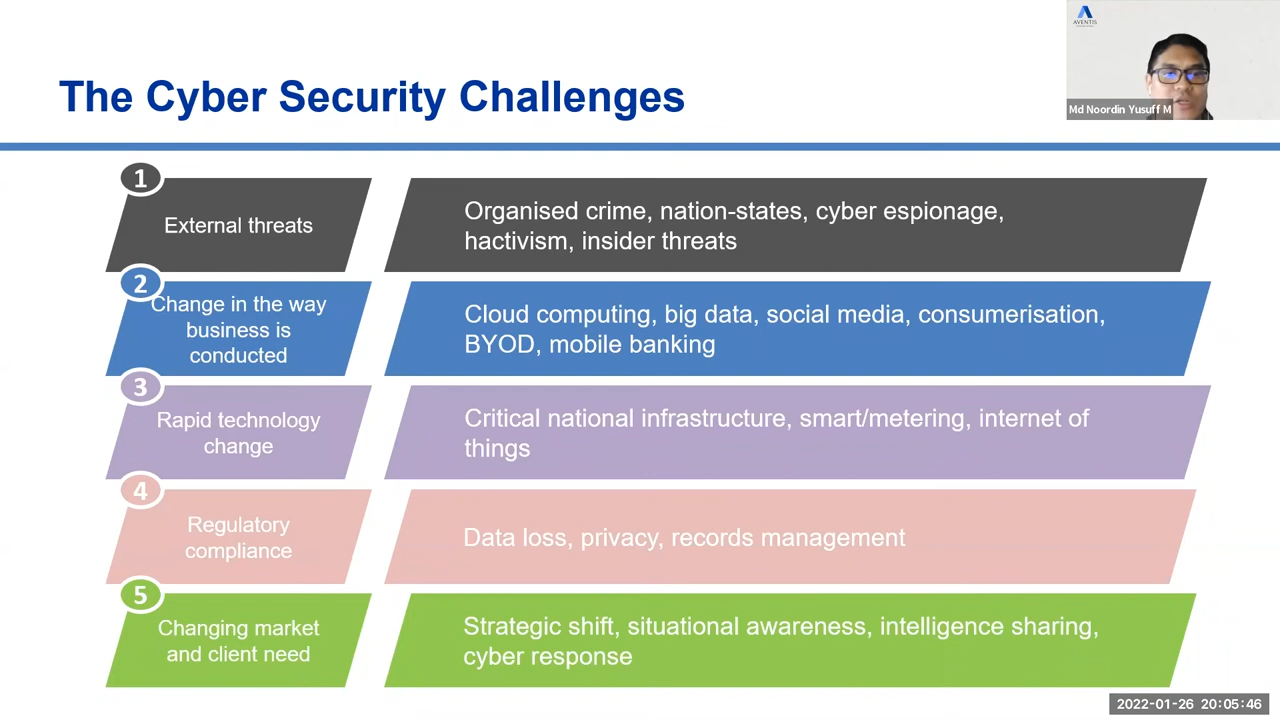 AVENTIS
The Cyber Security Challenges
Md Noordin Yusuff M
1
External threats
Organised crime, nation-states, cyber espionage,
hactivism, insider threats
2
Change in the way
business is
conducted
Cloud computing, big data, social media, consumerisation,
BYOD, mobile banking
3
Rapid technology
change
Critical national infrastructure, smart/metering, internet of
things
4
Regulatory
compliance
Data loss, privacy, records management
5
Changing market
and client need
Strategic shift, situational awareness, intelligence sharing,
cyber response
2022-01-26 20:05:46